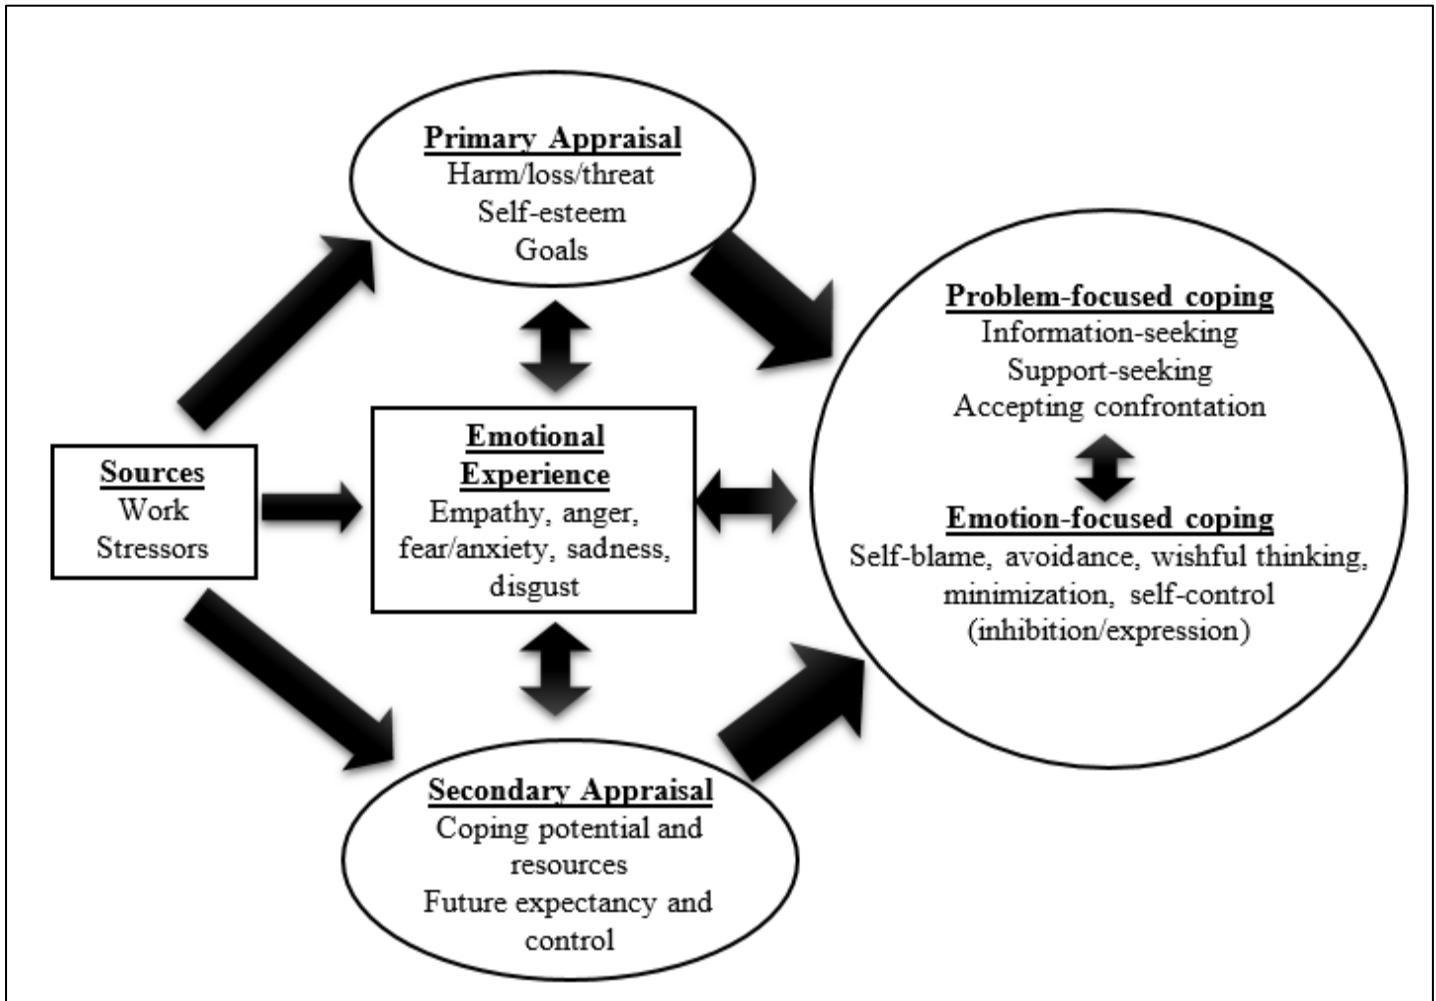 Primary Appraisal
Harm/loss/threat
Self-esteem
Goals
Sources
Work
Stressors
Emotional
Experience
Empathy, anger,
fear/anxiety, sadness,
disgust
Secondary Appraisal
Coping potential and
resources
Future expectancy and
control
Problem-focused coping
Information-seeking
Support-seeking
Accepting confrontation
Emotion-focused coping
Self-blame, avoidance, wishful thinking,
minimization, self-control
(inhibition/expression)